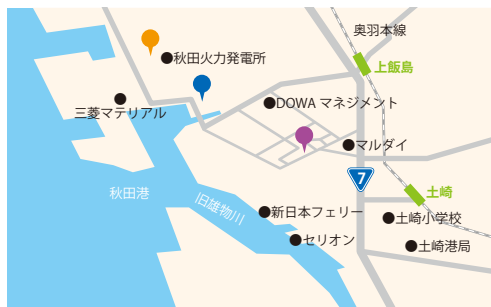 奥羽本線
秋田火力発電所
上飯島
DOWA マネジメント
三菱マテリアル
マルダイ
7
秋田港
旧雄物川
土崎
新日本フェリー
土崎小学校
セリオン
土崎港局